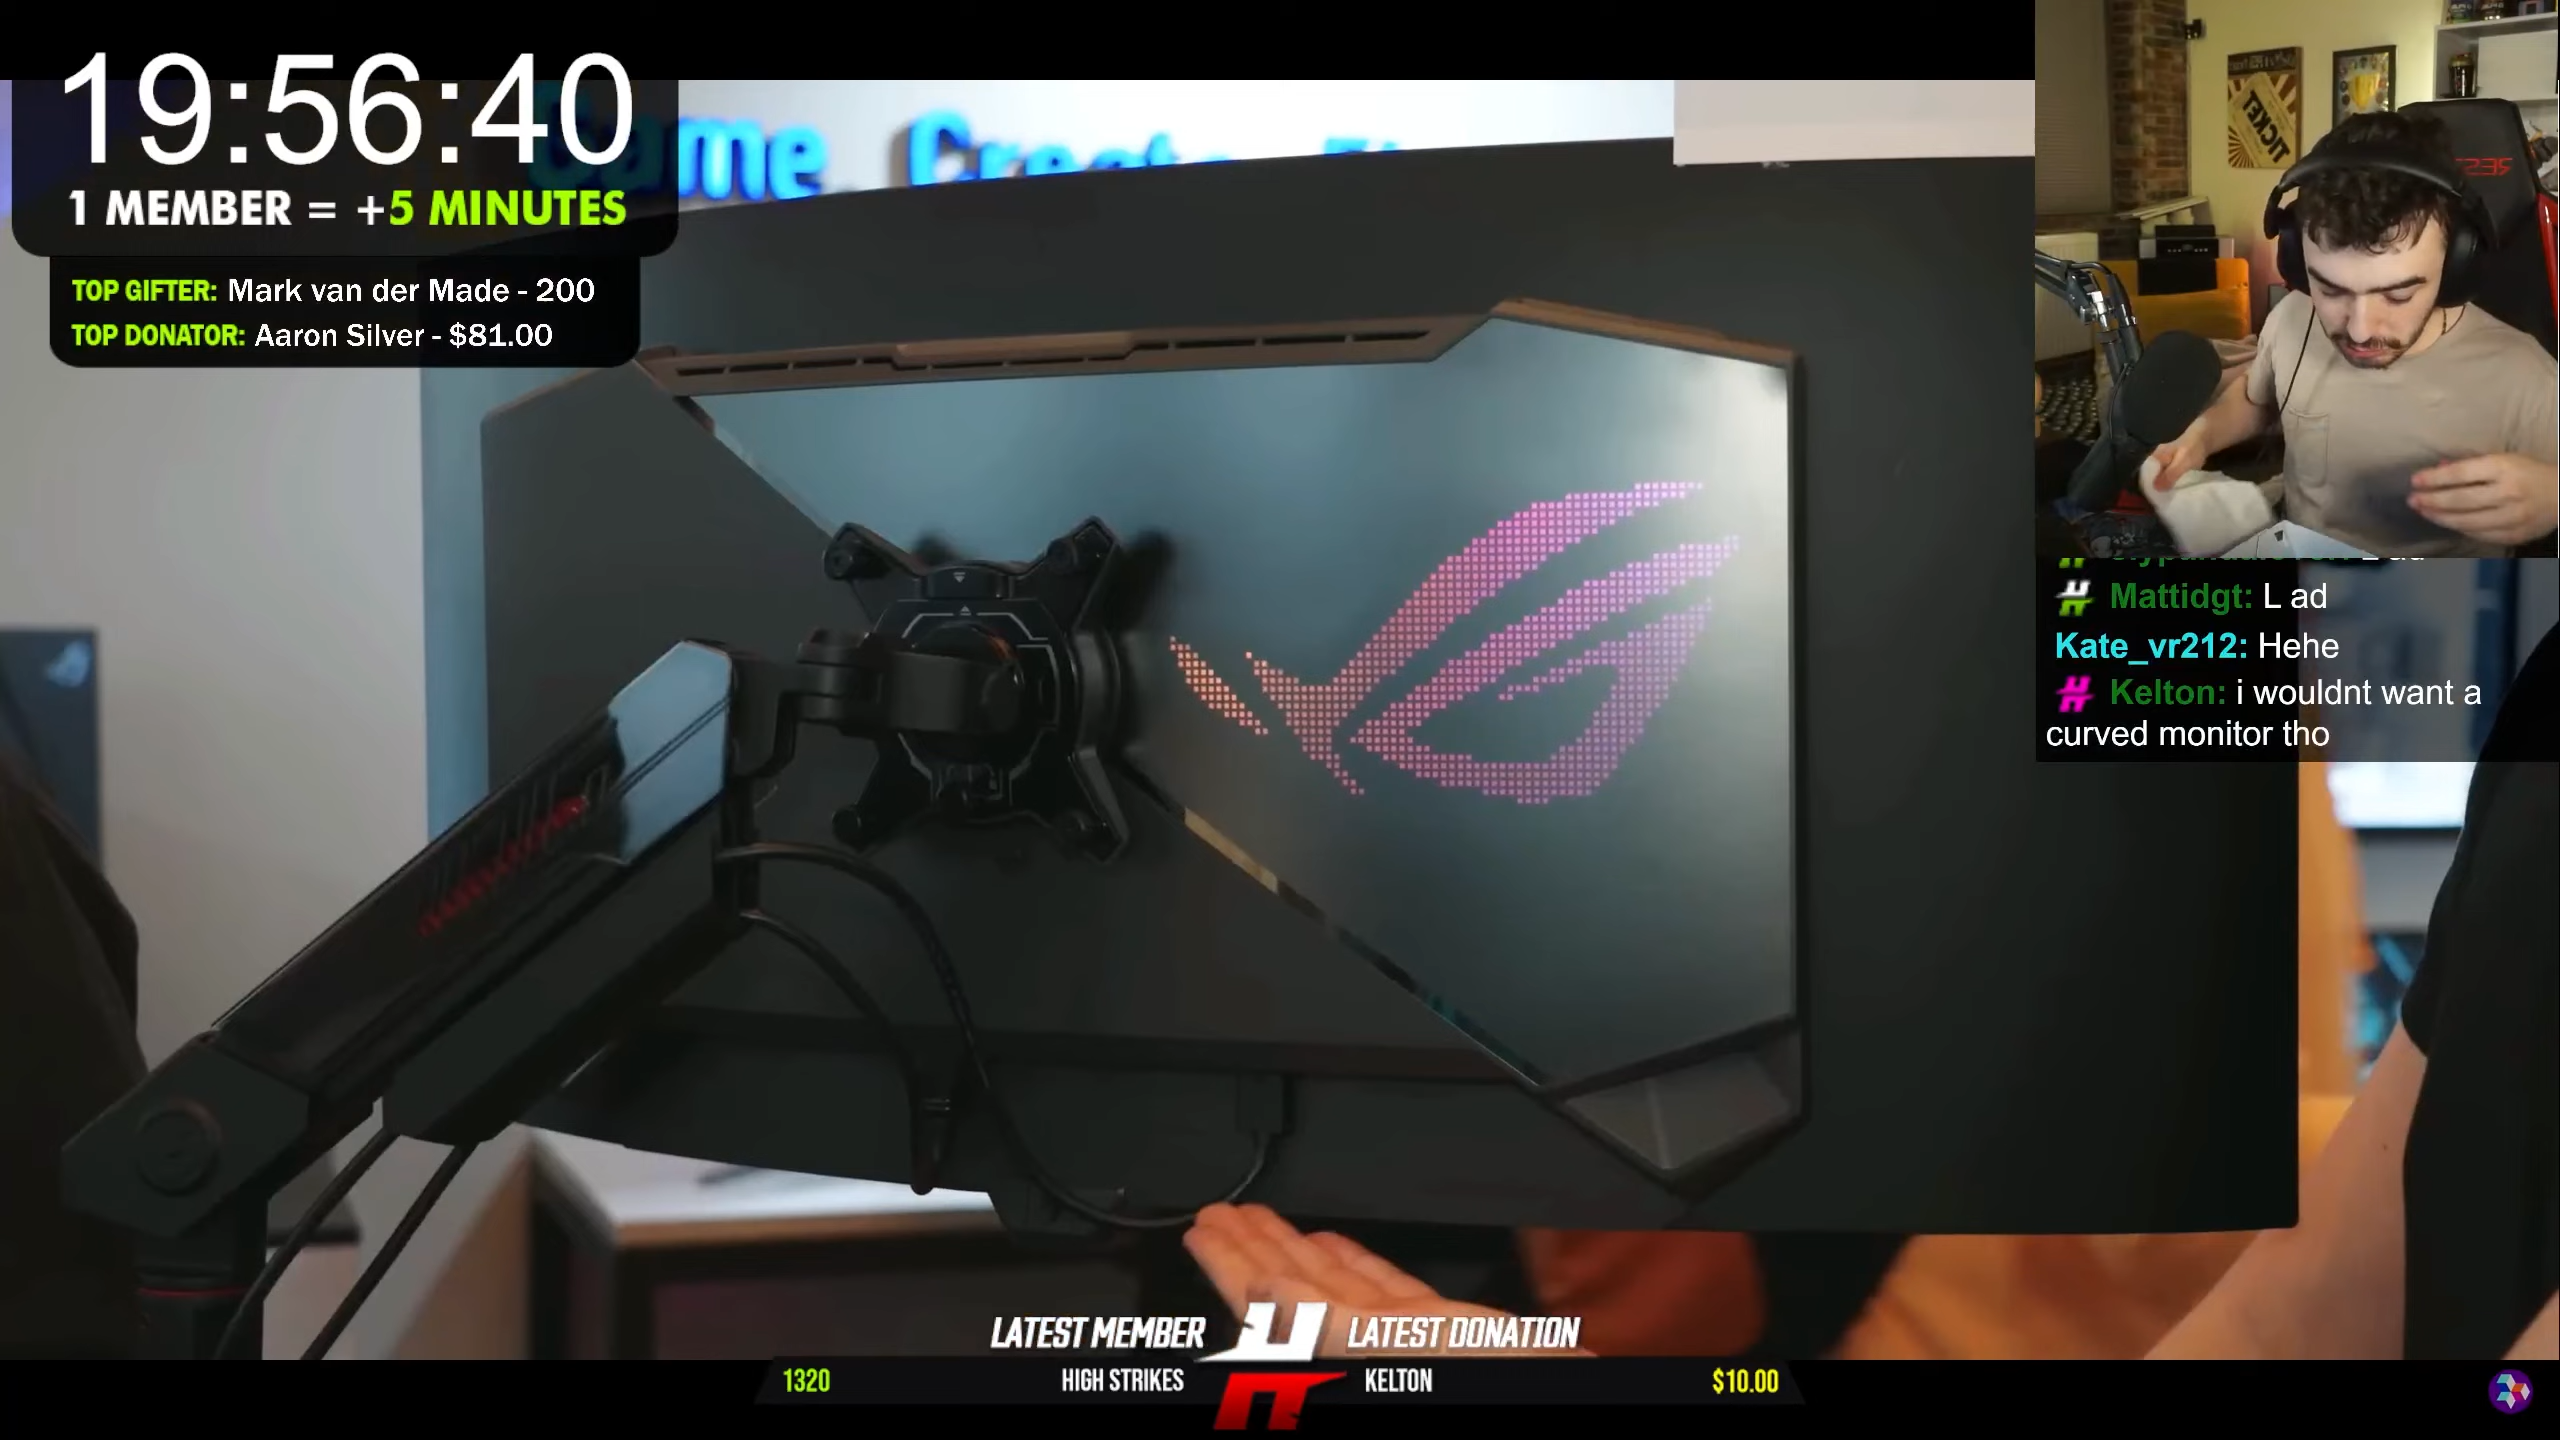 19:56:40
1 MEMBER = +5 MINUTES
TOP GIFTER: Mark van der Made - 200
TOP DONATOR: Aaron Silver - $81.00
TICKET
Mattidgt: L ad
Kate_vr212: Hehe
Kelton: i wouldnt want a
curved monitor tho
LATEST MEMBER
LATEST DONATION
1320 HIGH STRIKES
KELTON $10.00